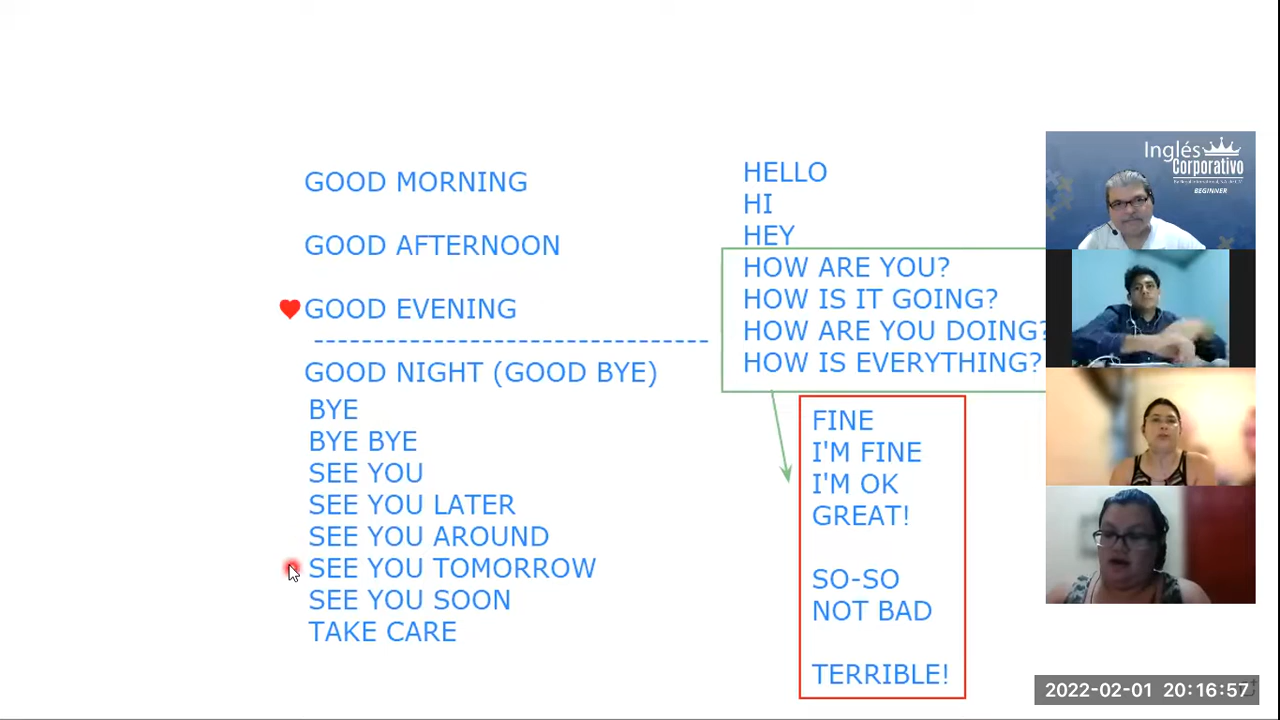 GOOD MORNING
GOOD AFTERNOON
GOOD EVENING
--------------------------------
GOOD NIGHT (GOOD BYE)
BYE
BYE BYE
SEE YOU
SEE YOU LATER
SEE YOU AROUND
SEE YOU TOMORROW
SEE YOU SOON
TAKE CARE
HELLO
HI
HEY
HOW ARE YOU?
HOW IS IT GOING?
HOW ARE YOU DOING?
HOW IS EVERYTHING?
FINE
I'M FINE
I'M OK
GREAT!
SO-SO
NOT BAD
TERRIBLE!
Inglés
Corporativo
BEGINNER
2022-02-01 20:16:57